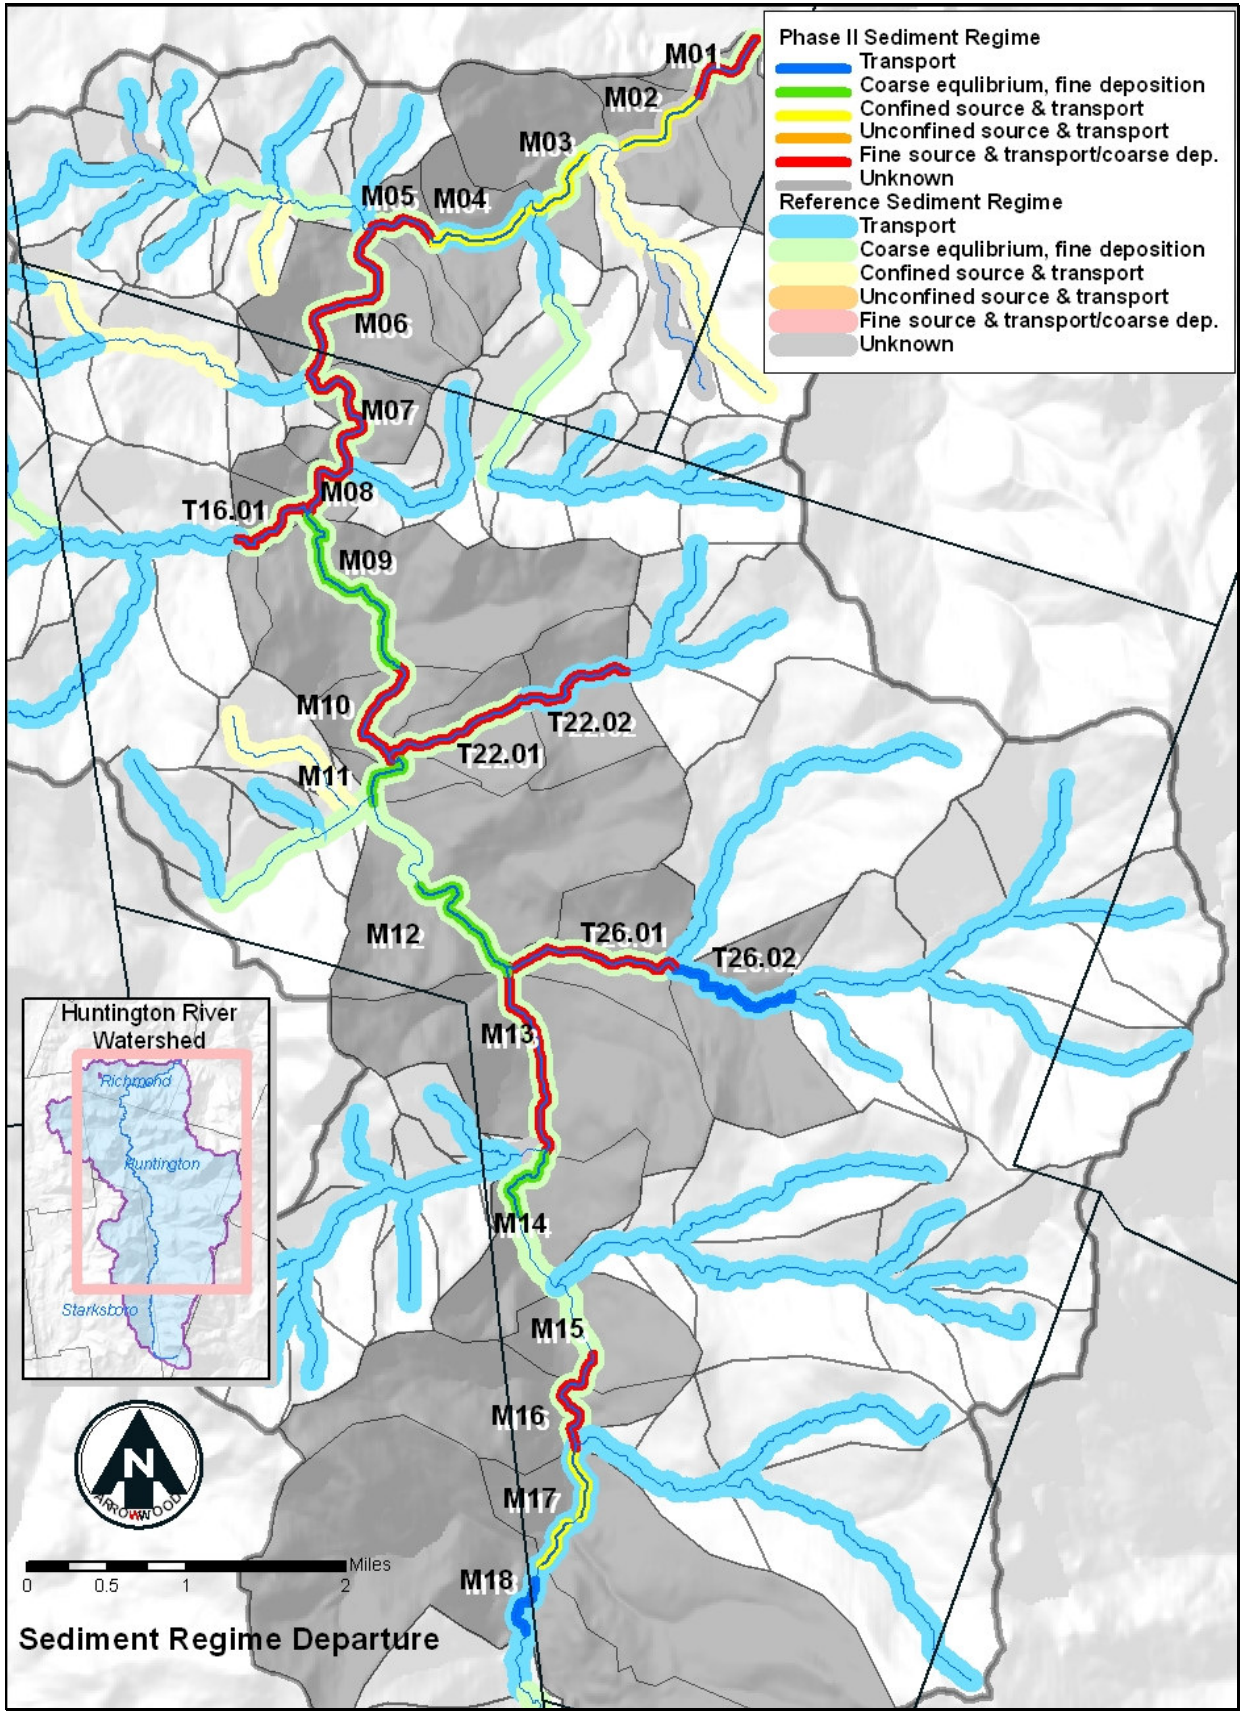 Phase II Sediment Regime
Transport
Coarse equlibrium, fine deposition
Confined source & transport
Unconfined source & transport
Fine source & transport/coarse dep.
Unknown
Reference Sediment Regime
Transport
Coarse equlibrium, fine deposition
Confined source & transport
Unconfined source & transport
Fine source & transport/coarse dep.
Unknown
M01
M02
M03
M05
M04
M06
M07
M08
T16.01
M09
M10
T22.02
T22.01
M11
M12
T26.01
T26.02
M13
M14
M15
M16
M17
M18
Huntington River
Watershed
Richmond
Huntington
Starksboro
N
ARROWWOOD
Miles
0 0.5 1 2
Sediment Regime Departure